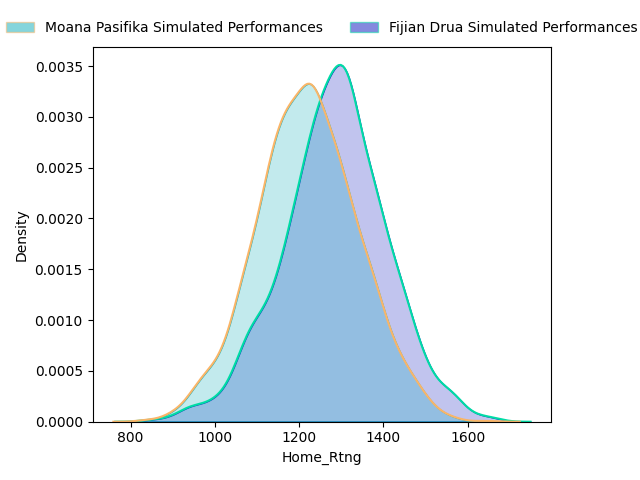 Moana Pasifika Simulated Performances   Fijian Drua Simulated Performances
0.0035
0.0030
0.0025
0.0020
0.0015
0.0010
0.0005
0.0000
Density
800 1000 1200 1400 1600
Home_Rtng